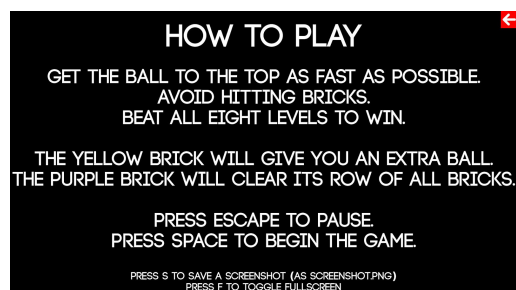 HOW TO PLAY
GET THE BALL TO THE TOP AS FAST AS POSSIBLE.
AVOID HITTING BRICKS.
BEAT ALL EIGHT LEVELS TO WIN.
THE YELLOW BRICK WILL GIVE YOU AN EXTRA BALL.
THE PURPLE BRICK WILL CLEAR ITS ROW OF ALL BRICKS.
PRESS ESCAPE TO PAUSE.
PRESS SPACE TO BEGIN THE GAME.
PRESS S TO SAVE A SCREENSHOT (AS SCREENSHOT.PNG)
PRESS F TO TOGGLE FULLSCREEN